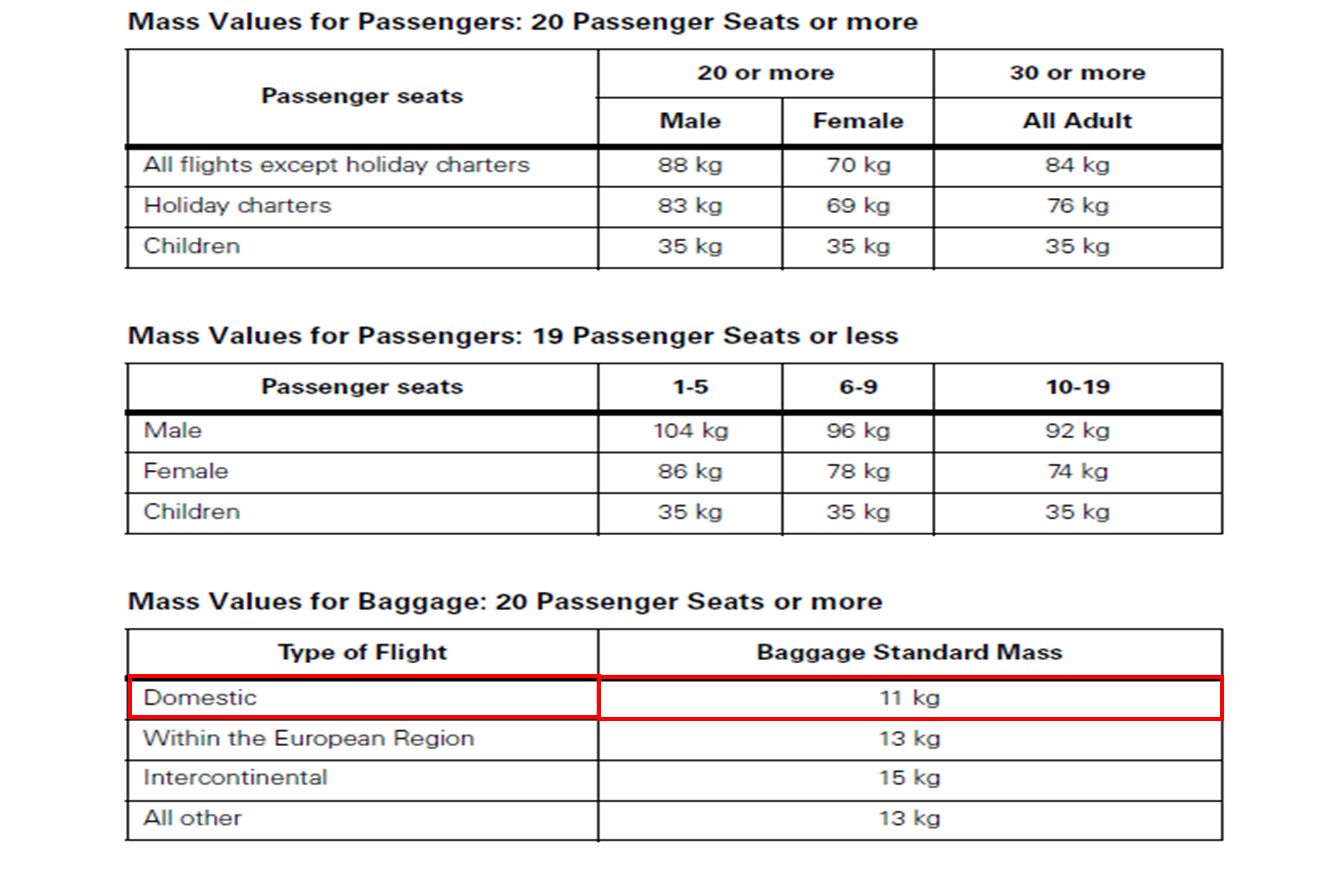 Mass Values for Passengers: 20 Passenger Seats or more
Passenger seats 20 or more 30 or more
Male Female All Adult
All flights except holiday charters 88 kg 70 kg 84 kg
Holiday charters 83 kg 69 kg 76 kg
Children 35 kg 35 kg 35 kg
Mass Values for Passengers: 19 Passenger Seats or less
Passenger seats 1-5 6-9 10-19
Male 104 kg 96 kg 92 kg
Female 86 kg 78 kg 74 kg
Children 35 kg 35 kg 35 kg
Mass Values for Baggage: 20 Passenger Seats or more
Type of Flight Baggage Standard Mass
Domestic 11 kg
Within the European Region 13 kg
Intercontinental 15 kg
All other 13 kg